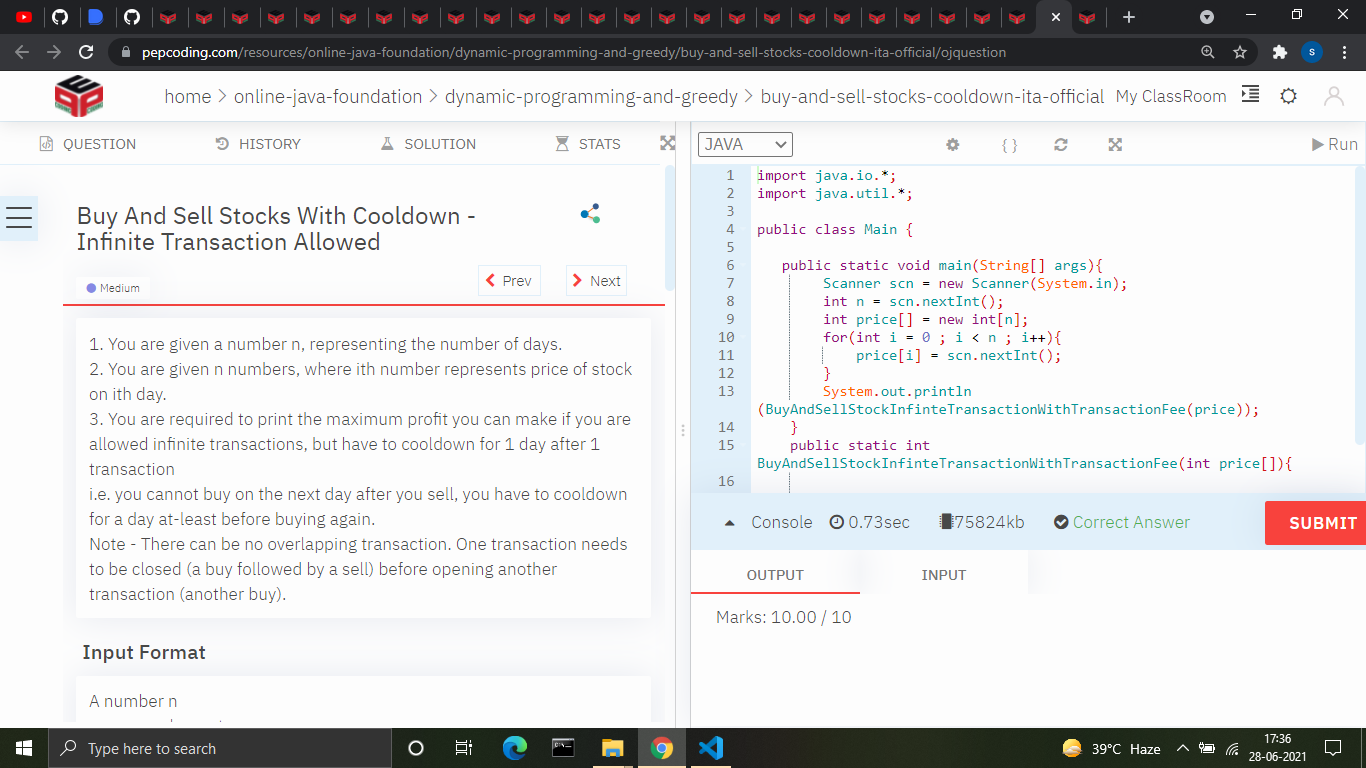 pepcoding.com/resources/online-java-foundation/dynamic-programming-and-greedy/buy-and-sell-stocks-cooldown-ita-official/ojquestion
S
home > online-java-foundation > dynamic-programming-and-greedy > buy-and-sell-stocks-cooldown-ita-official My ClassRoom
QUESTION HISTORY SOLUTION STATS
Buy And Sell Stocks With Cooldown -
Infinite Transaction Allowed
Prev Next
Medium
1. You are given a number n, representing the number of days.
2. You are given n numbers, where ith number represents price of stock
on ith day.
3. You are required to print the maximum profit you can make if you are
allowed infinite transactions, but have to cooldown for 1 day after 1
transaction
i.e. you cannot buy on the next day after you sell, you have to cooldown
for a day at-least before buying again.
Note - There can be no overlapping transaction. One transaction needs
to be closed (a buy followed by a sell) before opening another
transaction (another buy).
Input Format
A number n
JAVA { } Run
1 import java.io.*;
2 import java.util.*;
3
4 public class Main {
5
6 public static void main(String[] args){
7 Scanner scn = new Scanner(System.in);
8 int n = scn.nextInt();
9 int price[] = new int[n];
10 for(int i = 0 ; i < n ; i++){
11 price[i] = scn.nextInt();
12 }
13 System.out.println
(BuyAndSellStockInfinteTransactionWithTransactionFee(price));
14 }
15 public static int
BuyAndSellStockInfinteTransactionWithTransactionFee(int price[]){
16
Console 0.73sec 75824kb Correct Answer SUBMIT
OUTPUT INPUT
Marks: 10.00 / 10
Type here to search
39°C Haze
17:36
28-06-2021